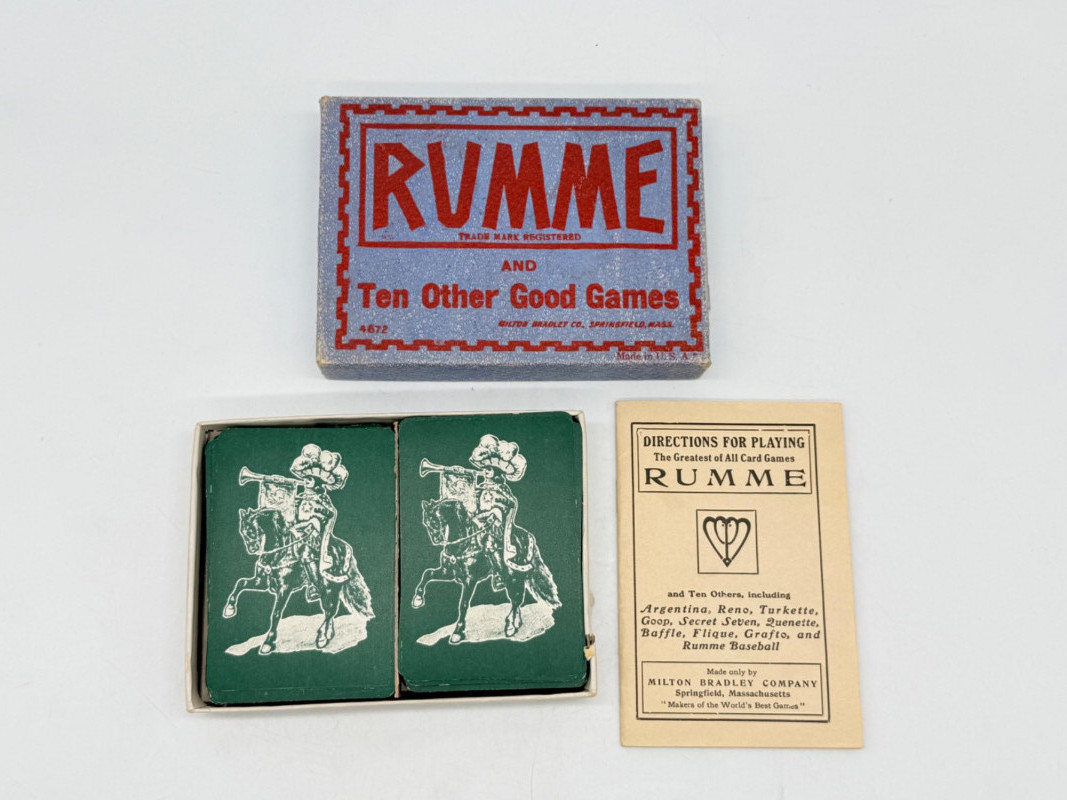 RUMME
TRADE MARK REGISTERED
AND
Ten Other Good Games
4672
MILTON BRADLEY CO., SPRINGFIELD, MASS.
Made in U. S. A.
DIRECTIONS FOR PLAYING
The Greatest of All Card Games
RUMME
and Ten Others, including
Argentina, Reno, Turkette,
Goop, Secret Seven, Quenette,
Baffle, Flique, Grafto, and
Rumme Baseball
Made only by
MILTON BRADLEY COMPANY
Springfield, Massachusetts
"Makers of the World's Best Games"